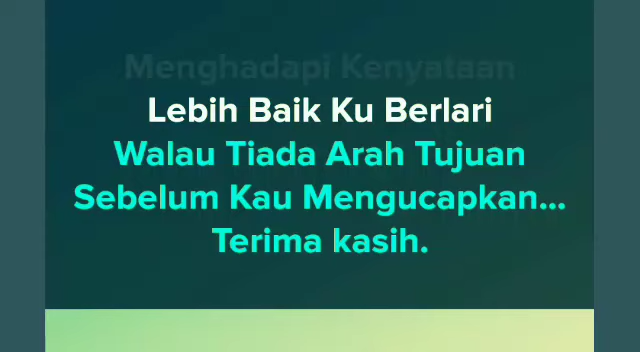 Menghadapi Kenyataan
Lebih Baik Ku Berlari
Walau Tiada Arah Tujuan
Sebelum Kau Mengucapkan...
Terima kasih.